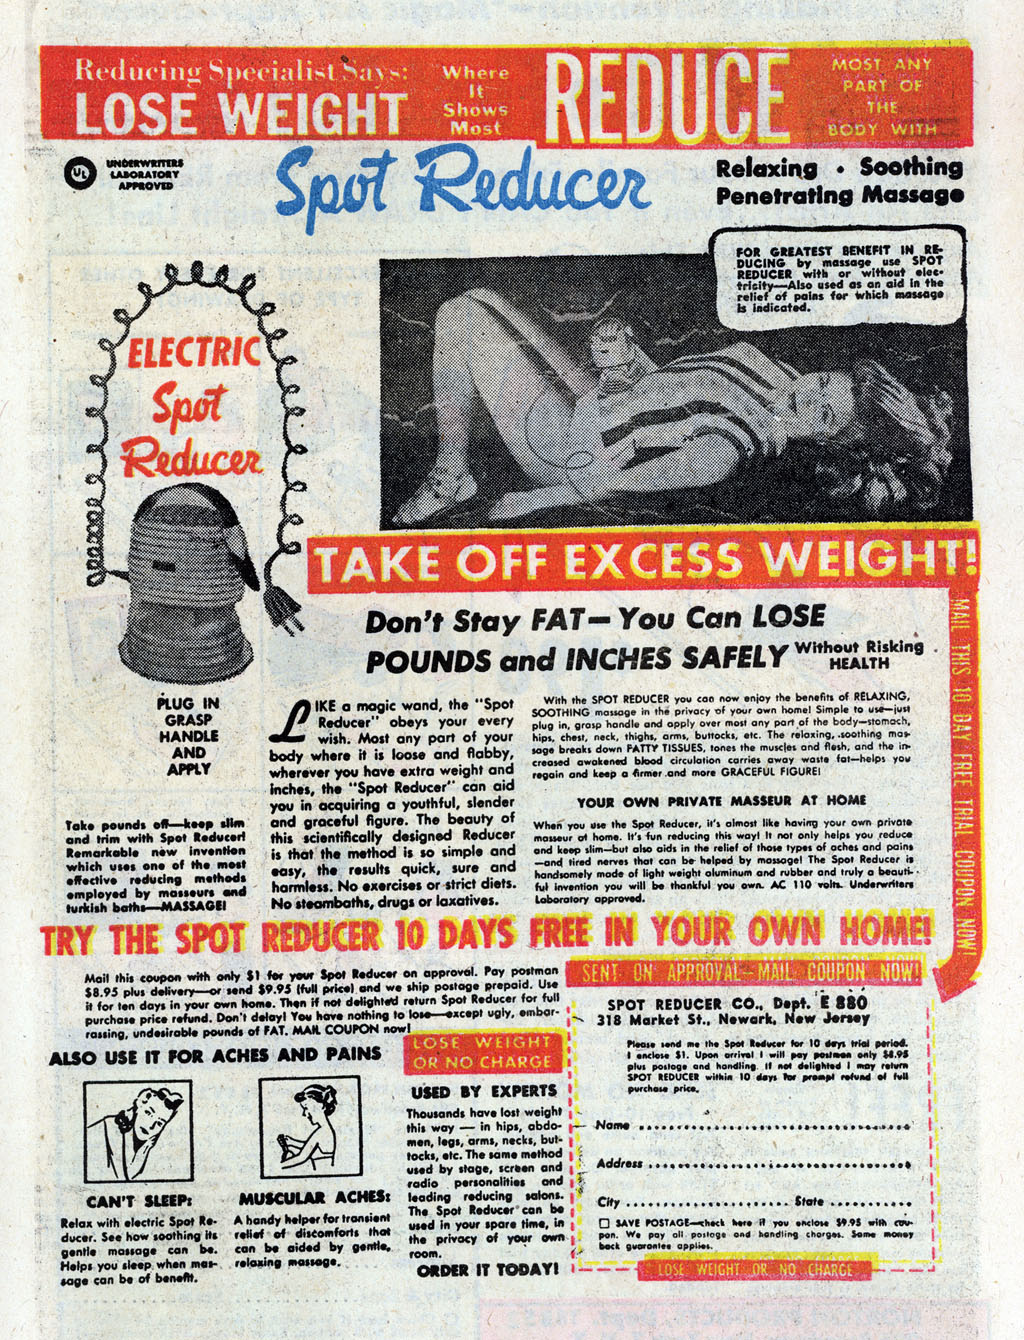 Reducing Specialist Says:
LOSE WEIGHT
Where
It
Shows
Most
REDUCE
MOST ANY
PART OF
THE
BODY WITH
UL
UNDERWRITERS
LABORATORY
APPROVED
Spot Reducer
Relaxing • Soothing
Penetrating Massage
FOR GREATEST BENEFIT IN RE-
DUCING by massage use SPOT
REDUCER with or without elec-
tricity—Also used as an aid in the
relief of pains for which massage
is indicated.
ELECTRIC
Spot
Reducer
TAKE OFF EXCESS WEIGHT!
Don't Stay FAT—You Can LOSE
POUNDS and INCHES SAFELY Without Risking
HEALTH
MAIL THIS 10 DAY FREE TRIAL COUPON NOW!
PLUG IN
GRASP
HANDLE
AND
APPLY
Take pounds off—keep slim
and trim with Spot Reducer!
Remarkable new invention
which uses one of the most
effective reducing methods
employed by masseurs and
turkish baths—MASSAGE!
LIKE a magic wand, the "Spot
Reducer" obeys your every
wish. Most any part of your
body where it is loose and flabby,
wherever you have extra weight and
inches, the "Spot Reducer" can aid
you in acquiring a youthful, slender
and graceful figure. The beauty of
this scientifically designed Reducer
is that the method is so simple and
easy, the results quick, sure and
harmless. No exercises or strict diets.
No steambaths, drugs or laxatives.
With the SPOT REDUCER you can now enjoy the benefits of RELAXING,
SOOTHING massage in the privacy of your own home! Simple to use—just
plug in, grasp handle and apply over most any part of the body—stomach,
hips, chest, neck, thighs, arms, buttocks, etc. The relaxing, soothing mas-
sage breaks down FATTY TISSUES, tones the muscles and flesh, and the in-
creased awakened blood circulation carries away waste fat—helps you
regain and keep a firmer and more GRACEFUL FIGURE!
YOUR OWN PRIVATE MASSEUR AT HOME
When you use the Spot Reducer, it's almost like having your own private
masseur at home. It's fun reducing this way! It not only helps you reduce
and keep slim—but also aids in the relief of those types of aches and pains
—and tired nerves that can be helped by massage! The Spot Reducer is
handsomely made of light weight aluminum and rubber and truly a beauti-
ful invention you will be thankful you own. AC 110 volts. Underwriters
Laboratory approved.
TRY THE SPOT REDUCER 10 DAYS FREE IN YOUR OWN HOME!
Mail this coupon with only $1 for your Spot Reducer on approval. Pay postman
$8.95 plus delivery—or send $9.95 (full price) and we ship postage prepaid. Use
it for ten days in your own home. Then if not delighted return Spot Reducer for full
purchase price refund. Don't delay! You have nothing to lose—except ugly, embar-
rassing, undesirable pounds of FAT. MAIL COUPON now!
ALSO USE IT FOR ACHES AND PAINS
CAN'T SLEEP:
Relax with electric Spot Re-
ducer. See how soothing its
gentle massage can be.
Helps you sleep when mas-
sage can be of benefit.
MUSCULAR ACHES:
A handy helper for transient
relief of discomforts that
can be aided by gentle,
relaxing massage.
LOSE WEIGHT
OR NO CHARGE
USED BY EXPERTS
Thousands have lost weight
this way — in hips, abdo-
men, legs, arms, necks, but-
tocks, etc. The same method
used by stage, screen and
radio personalities and
leading reducing salons.
The Spot Reducer can be
used in your spare time, in
the privacy of your own
room.
ORDER IT TODAY!
SENT ON APPROVAL—MAIL COUPON NOW!
SPOT REDUCER CO., Dept. E 880
318 Market St., Newark, New Jersey
Please send me the Spot Reducer for 10 days trial period.
I enclose $1. Upon arrival I will pay postman only $8.95
plus postage and handling. If not delighted I may return
SPOT REDUCER within 10 days for prompt refund of full
purchase price.
Name
Address
City State
☐ SAVE POSTAGE—check here if you enclose $9.95 with cou-
pon. We pay all postage and handling charges. Same money
back guarantee applies.
LOSE WEIGHT OR NO CHARGE